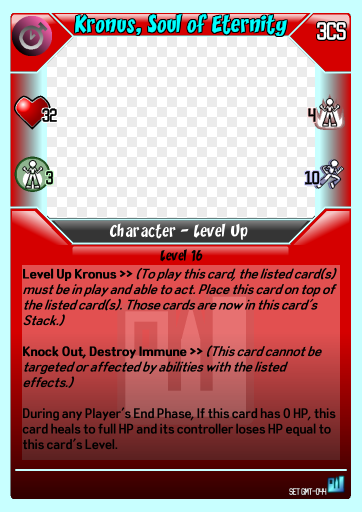 Kronus, Soul of Eternity
3CS
32
4
3
10
Character - Level Up
Level 16
Level Up Kronus >> (To play this card, the listed card(s)
must be in play and able to act. Place this card on top of
the listed card(s). Those cards are now in this card's
Stack.)
Knock Out, Destroy Immune >> (This card cannot be
targeted or affected by abilities with the listed
effects.)
During any Player's End Phase, If this card has 0 HP, this
card heals to full HP and its controller loses HP equal to
this card's Level.
SET GMT-044